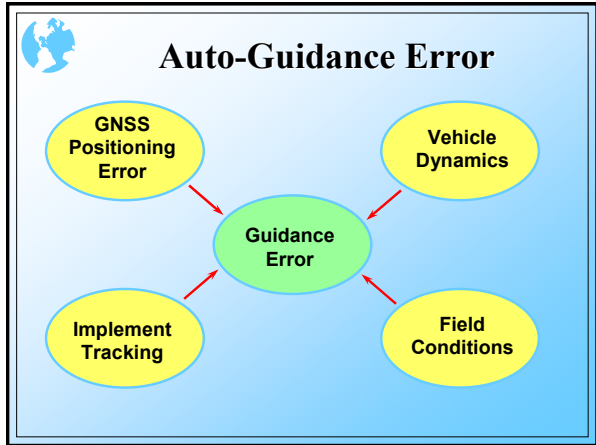 Auto-Guidance Error
GNSS
Positioning
Error
Vehicle
Dynamics
Guidance
Error
Implement
Tracking
Field
Conditions